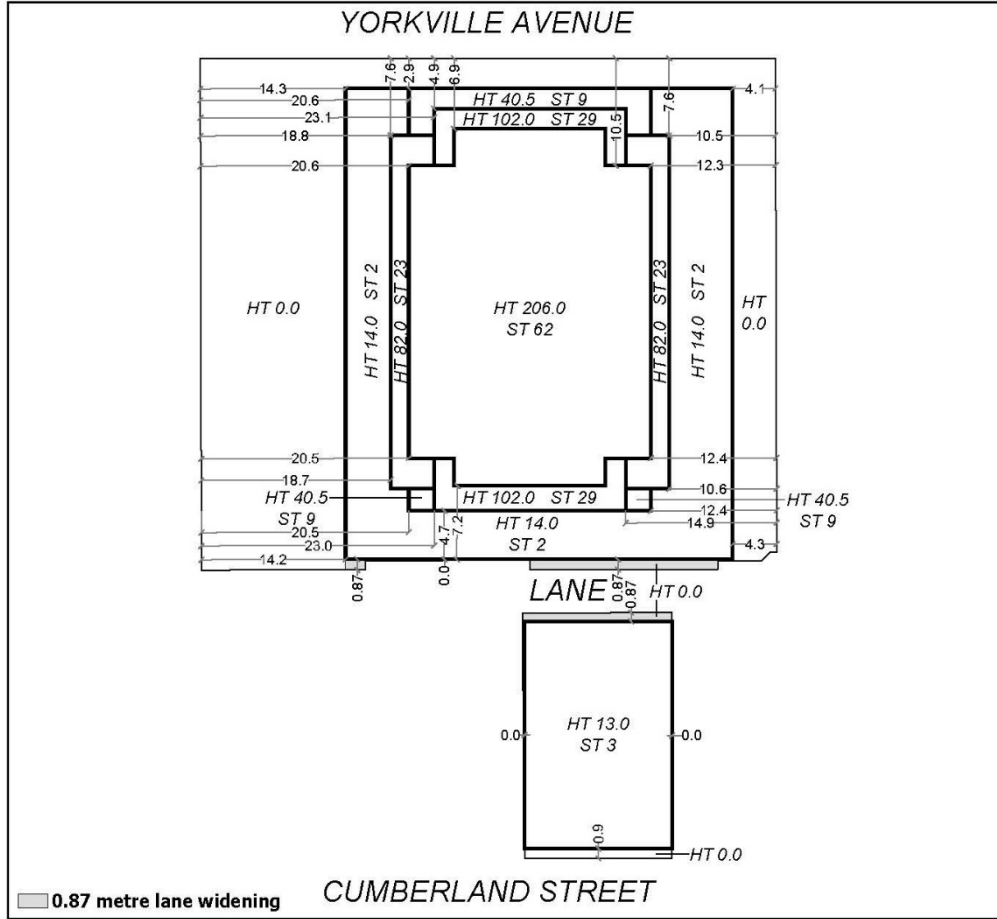 YORKVILLE AVENUE
7.6
2.9
4.9
6.9
14.3
4.1
20.6
HT 40.5 ST 9
7.6
23.1
HT 102.0 ST 29
10.5
18.8
10.5
20.6
12.3
HT 0.0
HT 14.0 ST 2
HT 82.0 ST 23
HT 206.0
ST 62
HT 82.0 ST 23
HT 14.0 ST 2
HT
0.0
20.5
12.4
18.7
10.6
HT 40.5
ST 9
HT 102.0 ST 29
HT 40.5
ST 9
12.4
14.9
4.7
7.2
HT 14.0
ST 2
20.5
23.0
4.3
14.2
0.87
0.0
LANE
0.87
0.87
HT 0.0
HT 13.0
ST 3
0.0
0.0
0.9
HT 0.0
0.87 metre lane widening
CUMBERLAND STREET